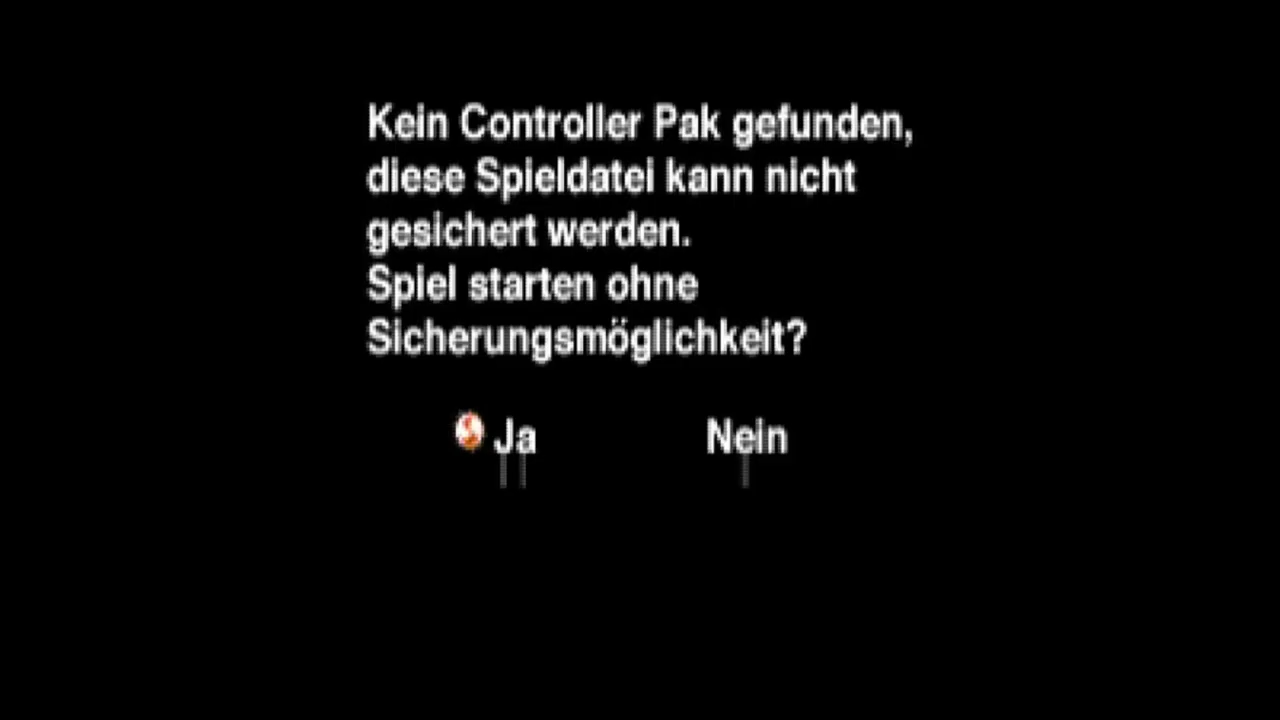 Kein Controller Pak gefunden,
diese Spieldatei kann nicht
gesichert werden.
Spiel starten ohne
Sicherungsmöglichkeit?
Ja Nein